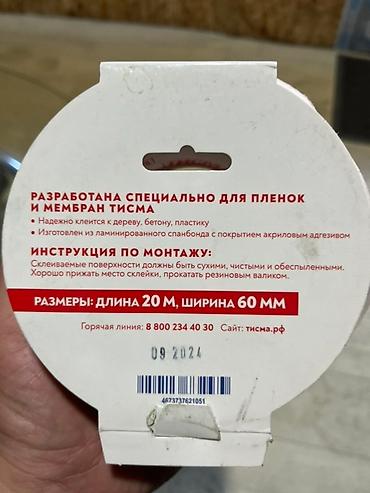 РАЗРАБОТАНА СПЕЦИАЛЬНО ДЛЯ ПЛЕНОК
И МЕМБРАН ТИСМА
• Надежно клеится к дереву, бетону, пластику
• Изготовлен из ламинированного спанбонда с покрытием акриловым адгезивом
ИНСТРУКЦИЯ ПО МОНТАЖУ:
Склеиваемые поверхности должны быть сухими, чистыми и обеспыленными.
Хорошо прижать место склейки, прокатать резиновым валиком.
РАЗМЕРЫ: ДЛИНА 20 М, ШИРИНА 60 ММ
Горячая линия: 8 800 234 40 30 Сайт: тисма.рф
09 2024
4673737621051